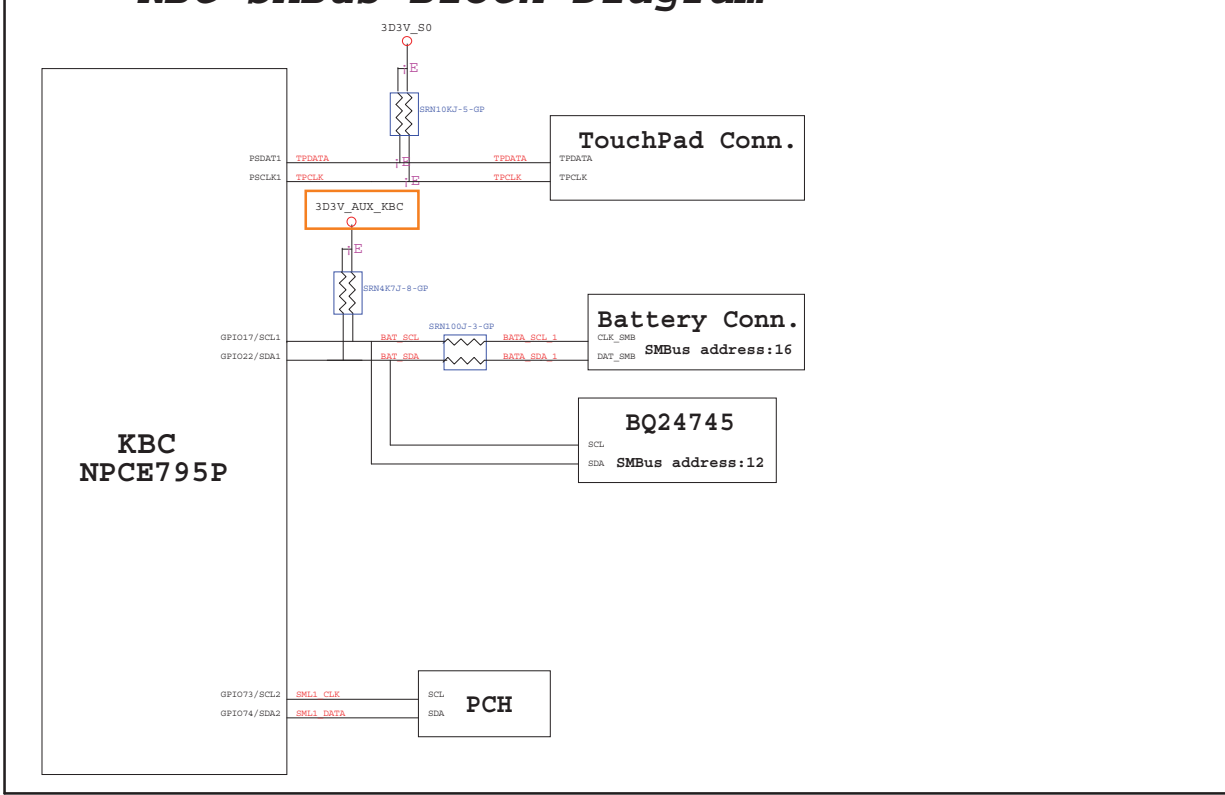 KBC SMBus Block Diagram
3D3V_S0
E
SRN10KJ-5-GP
TouchPad Conn.
PSDAT1 TPDATA TPDATA TPDATA
E
PSCLK1 TPCLK TPCLK TPCLK
E
3D3V_AUX_KBC
E
SRN4K7J-8-GP
SRN100J-3-GP
Battery Conn.
GPIO17/SCL1 BAT_SCL BATA_SCL_1 CLK_SMB
SMBus address:16
GPIO22/SDA1 BAT_SDA BATA_SDA_1 DAT_SMB
BQ24745
SCL
SDA SMBus address:12
KBC
NPCE795P
GPIO73/SCL2 SML1_CLK SCL
PCH
GPIO74/SDA2 SML1_DATA SDA